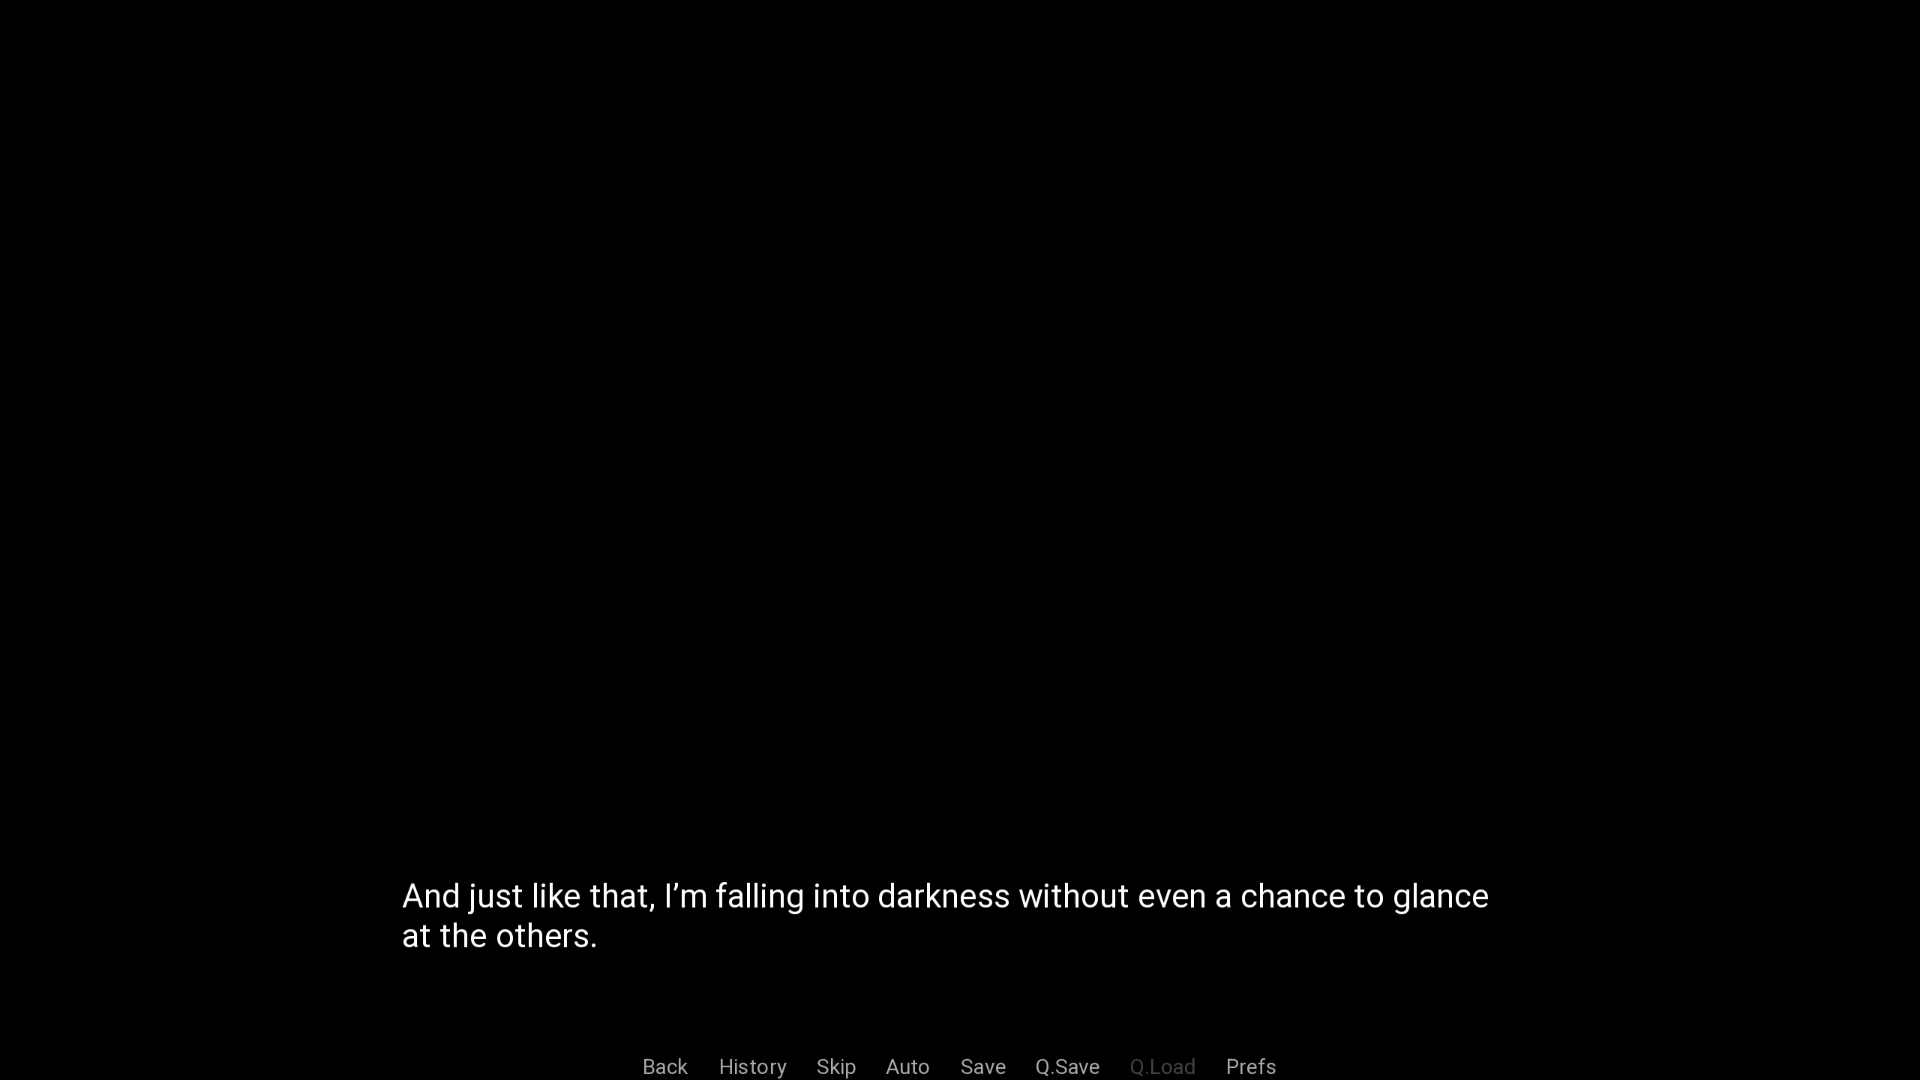 And just like that, I’m falling into darkness without even a chance to glance
at the others.
Back History Skip Auto Save Q.Save Q.Load Prefs